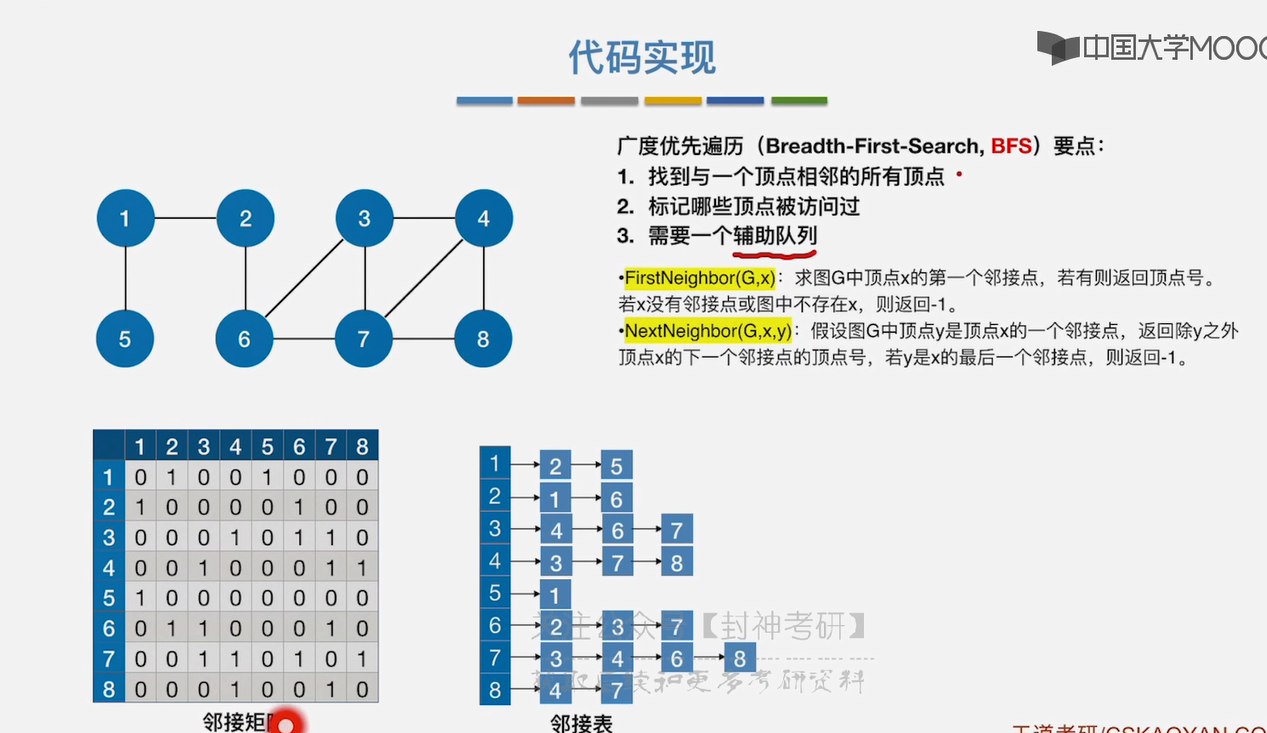 代码实现
中国大学MOOC
广度优先遍历（Breadth-First-Search, BFS）要点：
1. 找到与一个顶点相邻的所有顶点
2. 标记哪些顶点被访问过
3. 需要一个辅助队列
•FirstNeighbor(G,x)：求图G中顶点x的第一个邻接点，若有则返回顶点号。
若x没有邻接点或图中不存在x，则返回-1。
•NextNeighbor(G,x,y)：假设图G中顶点y是顶点x的一个邻接点，返回除y之外
顶点x的下一个邻接点的顶点号，若y是x的最后一个邻接点，则返回-1。
1 2 3 4
5 6 7 8
1 2 3 4 5 6 7 8
1 0 1 0 0 1 0 0 0
2 1 0 0 0 0 1 0 0
3 0 0 0 1 0 1 1 0
4 0 0 1 0 0 0 1 1
5 1 0 0 0 0 0 0 0
6 0 1 1 0 0 0 1 0
7 0 0 1 1 0 1 0 1
8 0 0 0 1 0 0 1 0
邻接矩
1 2 5
2 1 6
3 4 6 7
4 3 7 8
5 1
6 2 3 7
7 3 4 6 8
8 4 7
邻接表
【封神考研】
更多考研资料
王道考研/CSKAOYAN.CO